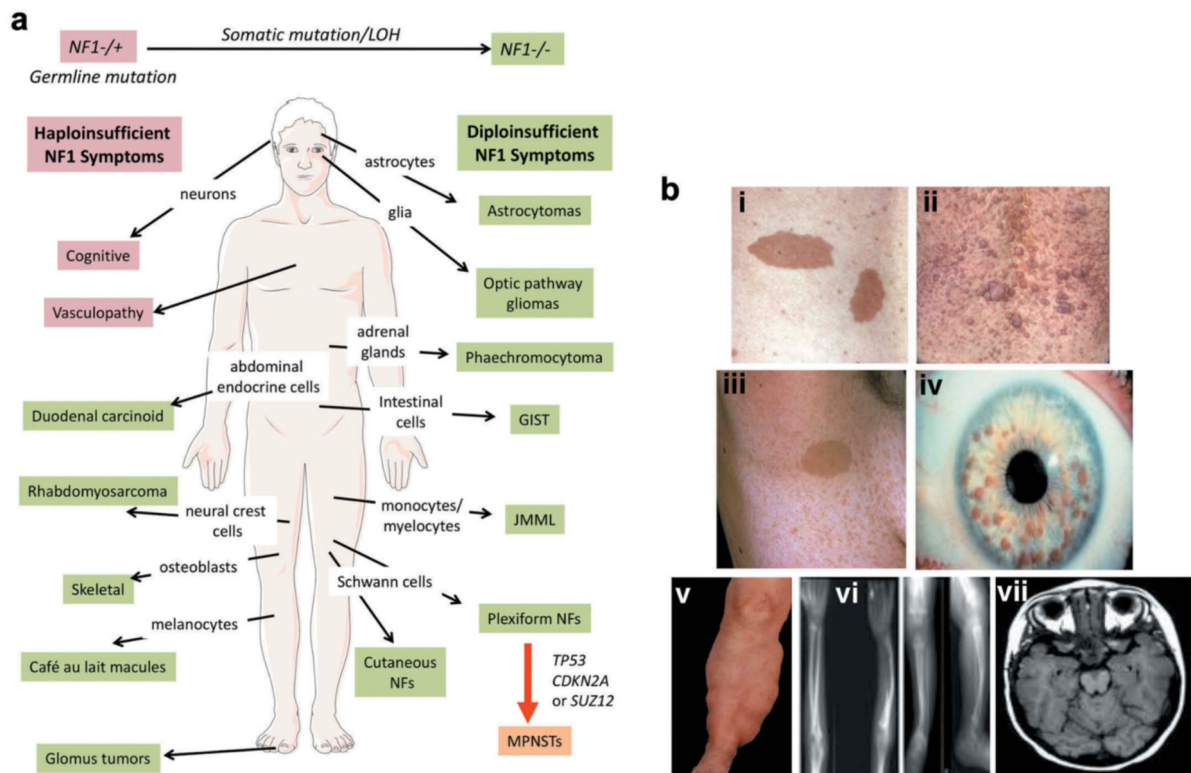 a
NF1-/+
Somatic mutation/LOH
NF1-/-
Germline mutation
Haploinsufficient
NF1 Symptoms
Diploinsufficient
NF1 Symptoms
astrocytes
neurons
glia
Astrocytomas
Cognitive
Optic pathway
gliomas
Vasculopathy
adrenal
glands
Phaechromocytoma
abdominal
endocrine cells
Duodenal carcinoid
Intestinal
cells
GIST
Rhabdomyosarcoma
neural crest
cells
monocytes/
myelocytes
JMML
osteoblasts
Skeletal
Schwann cells
melanocytes
Plexiform NFs
Café au lait macules
Cutaneous
NFs
TP53
CDKN2A
or SUZ12
MPNSTs
Glomus tumors
b
i
ii
iii
iv
v
vi
vii